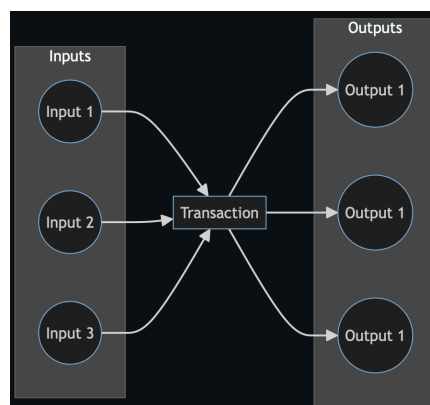 Inputs
Input 1
Input 2
Input 3
Transaction
Outputs
Output 1
Output 1
Output 1